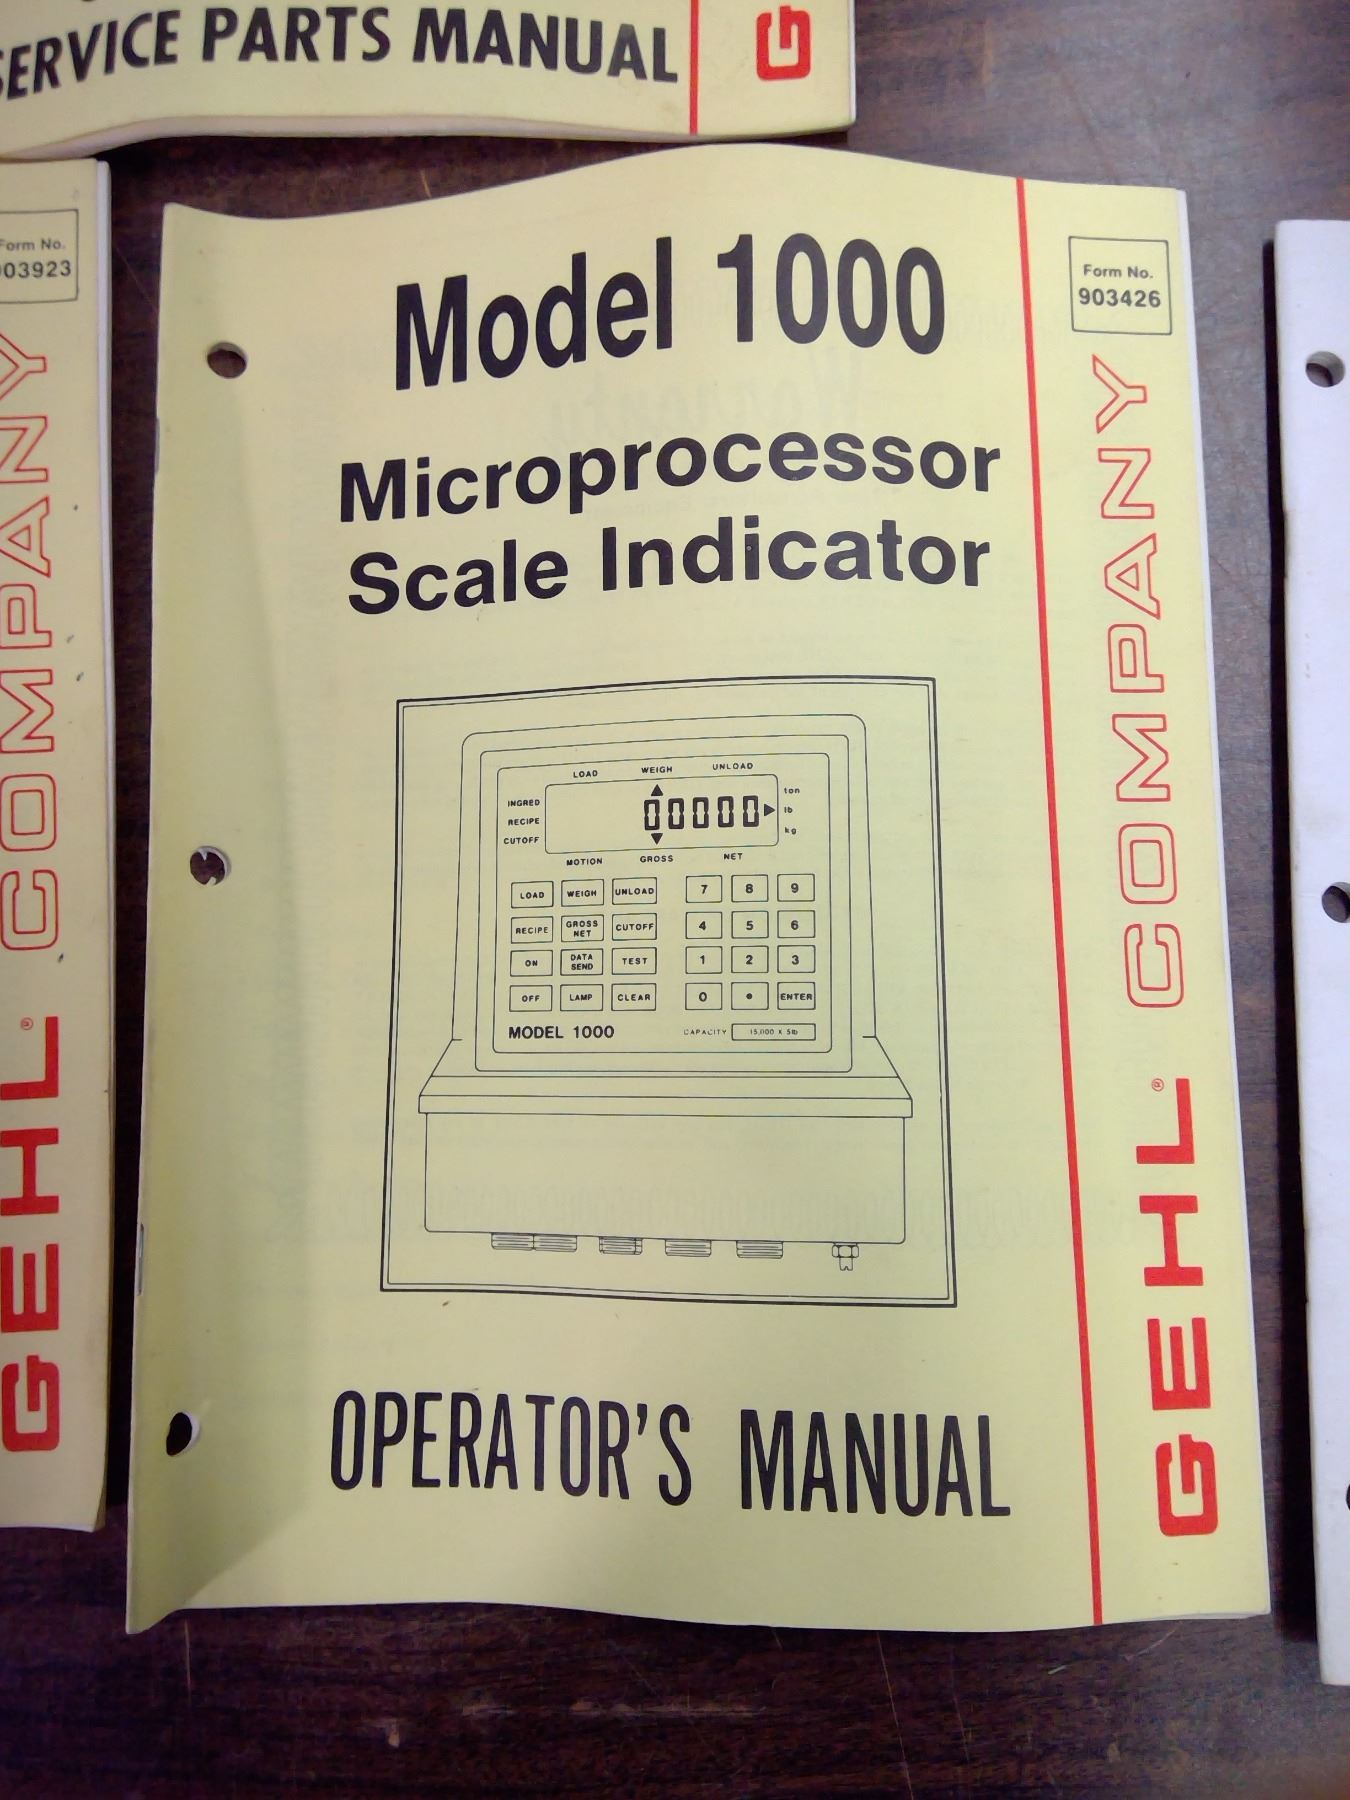 SERVICE PARTS MANUAL
G
Form No.
903923
GEHL® COMPANY
Model 1000
Microprocessor
Scale Indicator
Form No.
903426
GEHL® COMPANY
LOAD WEIGH UNLOAD
INGRED
RECIPE
CUTOFF
00000
ton
lb
kg
MOTION GROSS NET
LOAD WEIGH UNLOAD 7 8 9
RECIPE GROSS NET CUTOFF 4 5 6
ON DATA SEND TEST 1 2 3
OFF LAMP CLEAR 0 • ENTER
MODEL 1000 CAPACITY 15,000 X 5lb
OPERATOR'S MANUAL